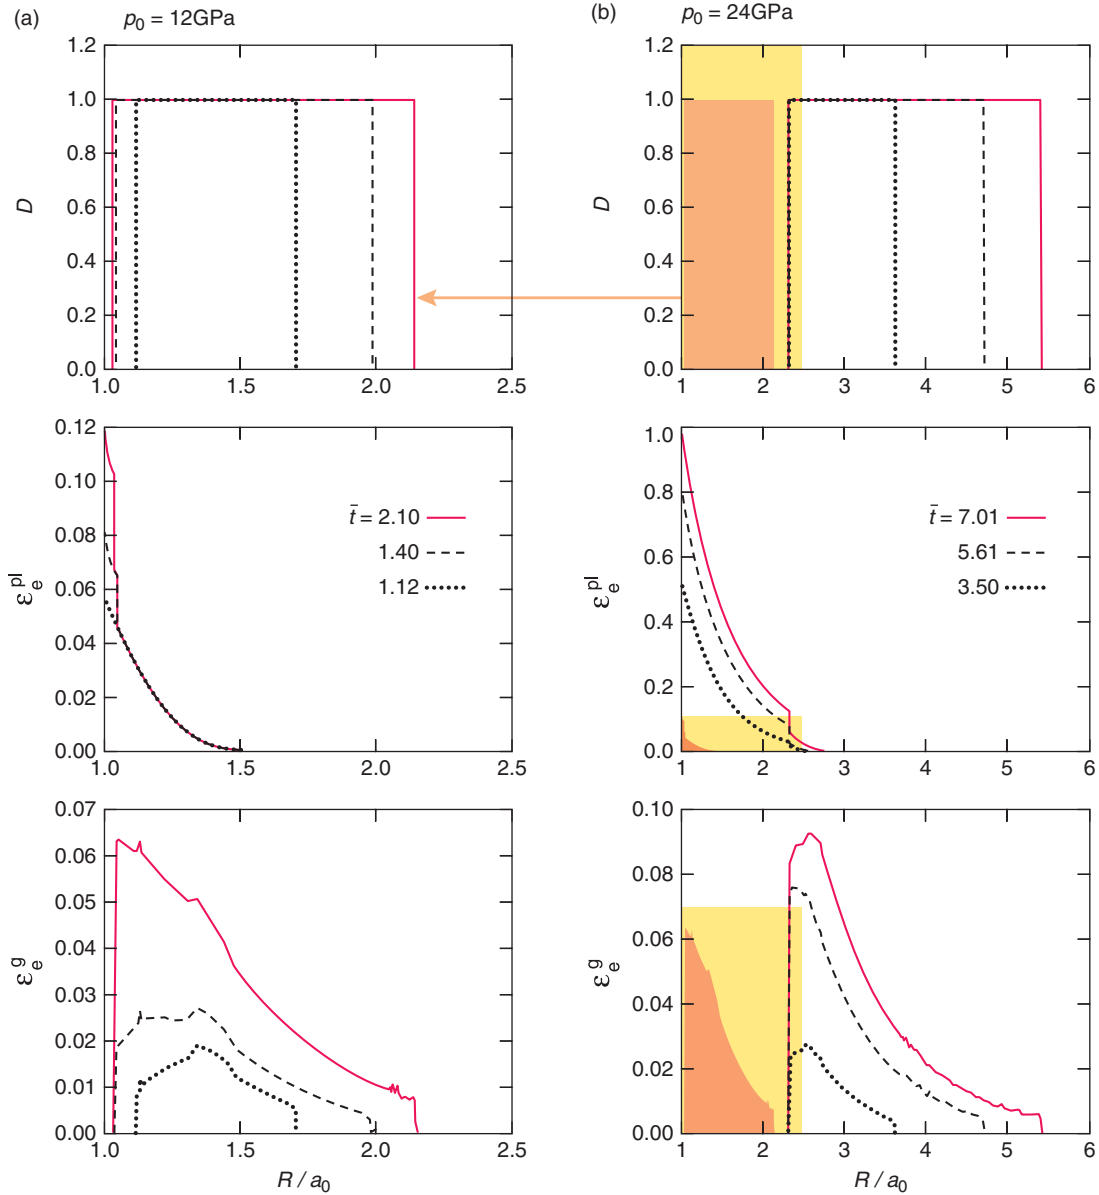 (a) p0 = 12GPa
(b) p0 = 24GPa
1.2
1.0
0.8
0.6
0.4
0.2
0.0
D
1.0 1.5 2.0 2.5
1.2
1.0
0.8
0.6
0.4
0.2
0.0
D
1 2 3 4 5 6
0.12
0.10
0.08
0.06
0.04
0.02
0.00
ε_e^pl
t̄ = 2.10
1.40
1.12
1.0 1.5 2.0 2.5
1.0
0.8
0.6
0.4
0.2
0.0
ε_e^pl
t̄ = 7.01
5.61
3.50
1 2 3 4 5 6
0.07
0.06
0.05
0.04
0.03
0.02
0.01
0.00
ε_e^g
1.0 1.5 2.0 2.5
R / a0
0.10
0.08
0.06
0.04
0.02
0.00
ε_e^g
1 2 3 4 5 6
R / a0